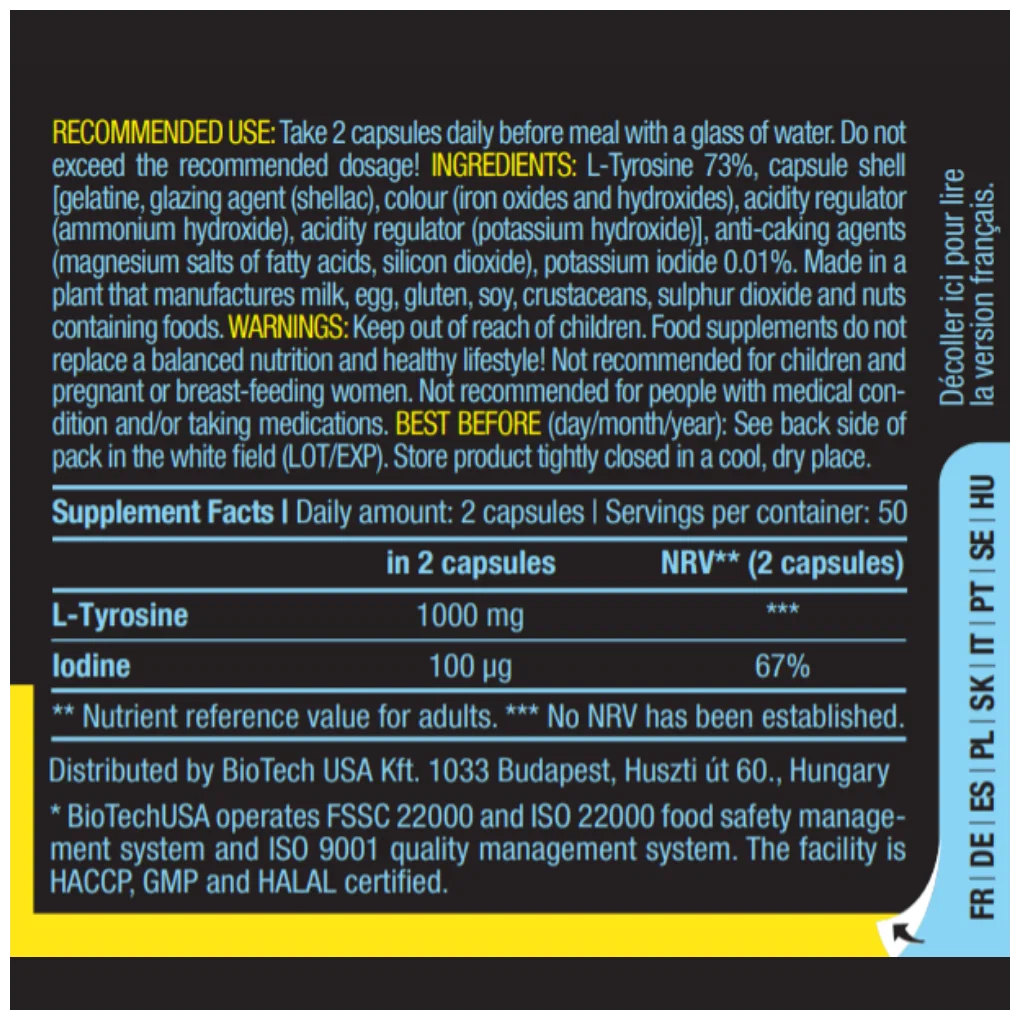 RECOMMENDED USE: Take 2 capsules daily before meal with a glass of water. Do not
exceed the recommended dosage! INGREDIENTS: L-Tyrosine 73%, capsule shell
[gelatine, glazing agent (shellac), colour (iron oxides and hydroxides), acidity regulator
(ammonium hydroxide), acidity regulator (potassium hydroxide)], anti-caking agents
(magnesium salts of fatty acids, silicon dioxide), potassium iodide 0.01%. Made in a
plant that manufactures milk, egg, gluten, soy, crustaceans, sulphur dioxide and nuts
containing foods. WARNINGS: Keep out of reach of children. Food supplements do not
replace a balanced nutrition and healthy lifestyle! Not recommended for children and
pregnant or breast-feeding women. Not recommended for people with medical con-
dition and/or taking medications. BEST BEFORE (day/month/year): See back side of
pack in the white field (LOT/EXP). Store product tightly closed in a cool, dry place.
Supplement Facts | Daily amount: 2 capsules | Servings per container: 50
in 2 capsules NRV** (2 capsules)
L-Tyrosine 1000 mg ***
Iodine 100 µg 67%
** Nutrient reference value for adults. *** No NRV has been established.
Distributed by BioTech USA Kft. 1033 Budapest, Huszti út 60., Hungary
* BioTechUSA operates FSSC 22000 and ISO 22000 food safety manage-
ment system and ISO 9001 quality management system. The facility is
HACCP, GMP and HALAL certified.
Décoller ici pour lire
la version français.
FR | DE | ES | PL | SK | IT | PT | SE | HU